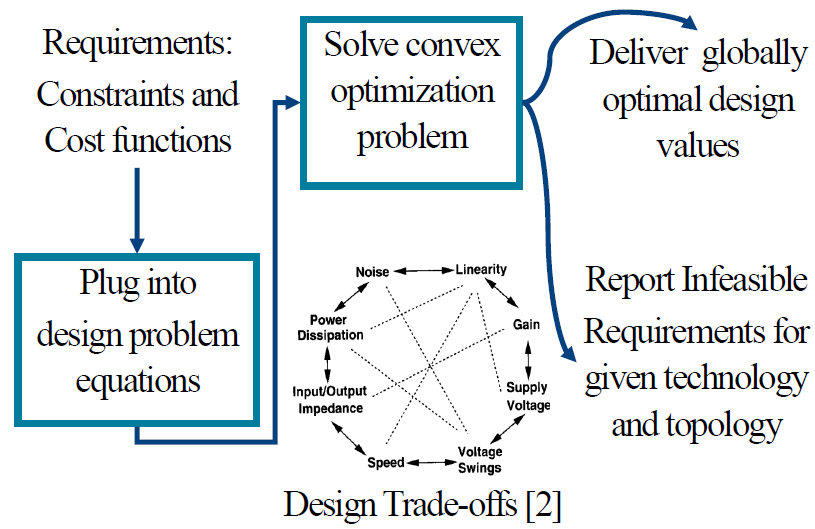 Requirements:
Constraints and
Cost functions
Plug into
design problem
equations
Solve convex
optimization
problem
Deliver globally
optimal design
values
Report Infeasible
Requirements for
given technology
and topology
Noise
Linearity
Power
Dissipation
Gain
Input/Output
Impedance
Supply
Voltage
Speed
Voltage
Swings
Design Trade-offs [2]